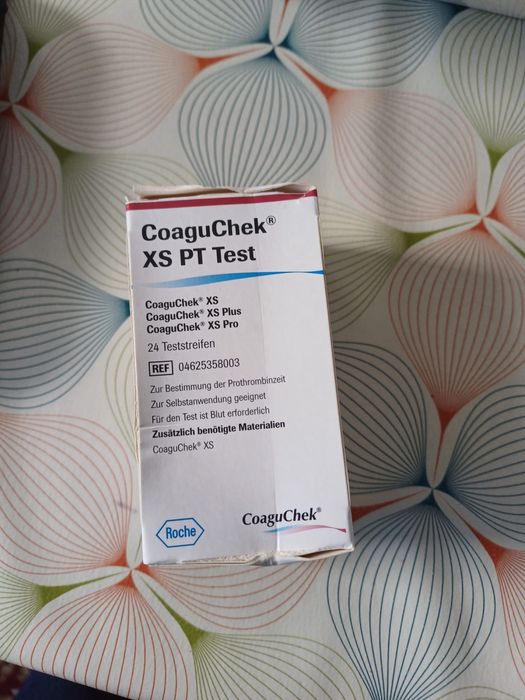 CoaguChek®
XS PT Test
CoaguChek® XS
CoaguChek® XS Plus
CoaguChek® XS Pro
24 Teststreifen
REF 04625358003
Zur Bestimmung der Prothrombinzeit
Zur Selbstanwendung geeignet
Für den Test ist Blut erforderlich
Zusätzlich benötigte Materialien
CoaguChek® XS
Roche
CoaguChek®